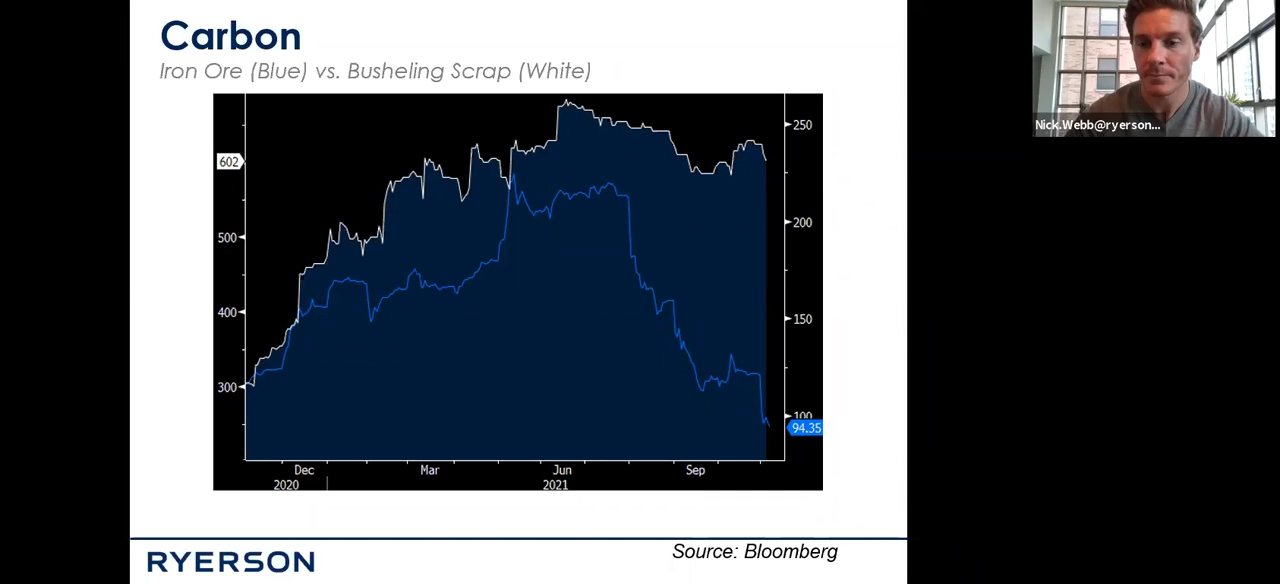 Carbon
Iron Ore (Blue) vs. Busheling Scrap (White)
Nick.Webb@ryerson...
250
602
500
200
400
150
300
100
94.35
Dec
Mar
Jun
Sep
2020
2021
Source: Bloomberg
RYERSON